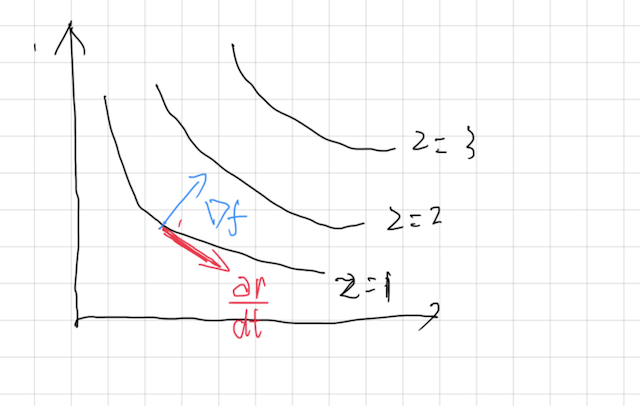 z = 3
z = 2
∇f
z = 1
dr
dt